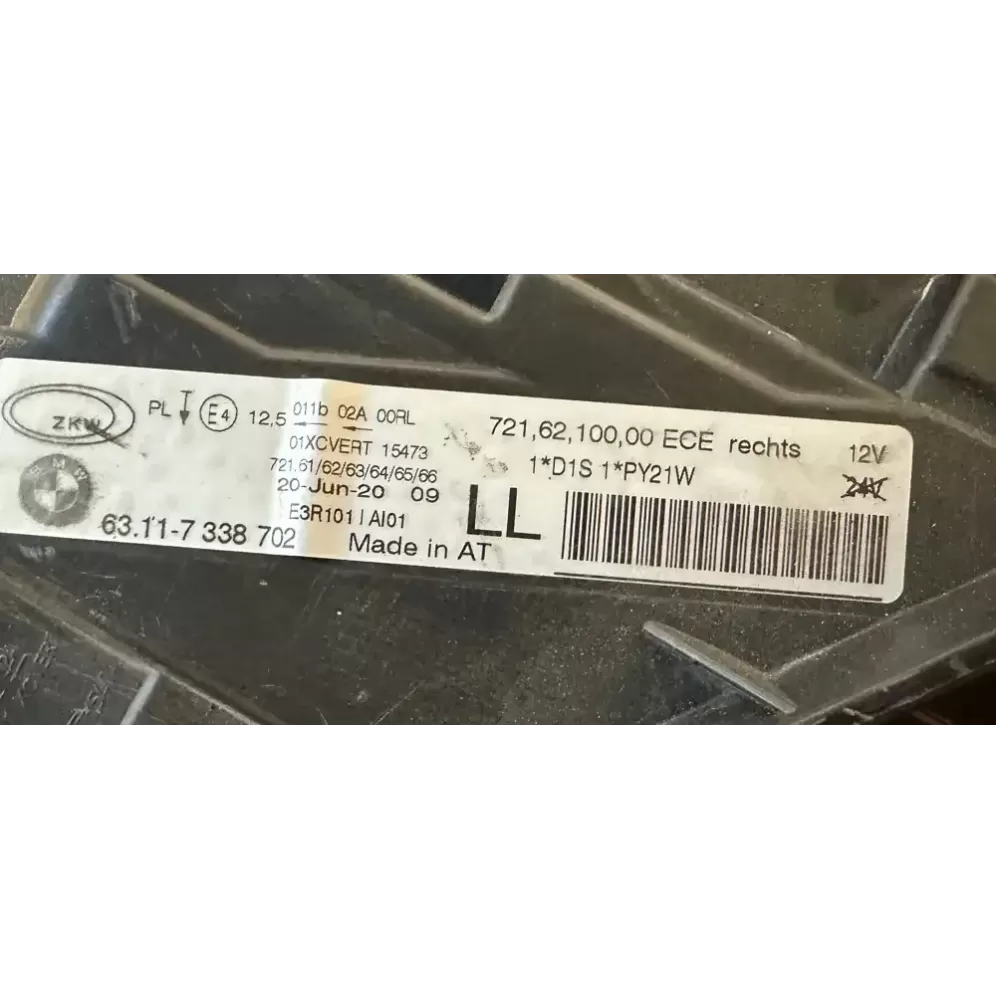 ZKW
PL E4 12,5 011b 02A 00RL
01XCVERT 15473
721.61/62/63/64/65/66
20-Jun-20 09
E3R101 | AI01
BMW
63.11-7 338 702
Made in AT
LL
721,62,100,00 ECE rechts 12V
1*D1S 1*PY21W 24V